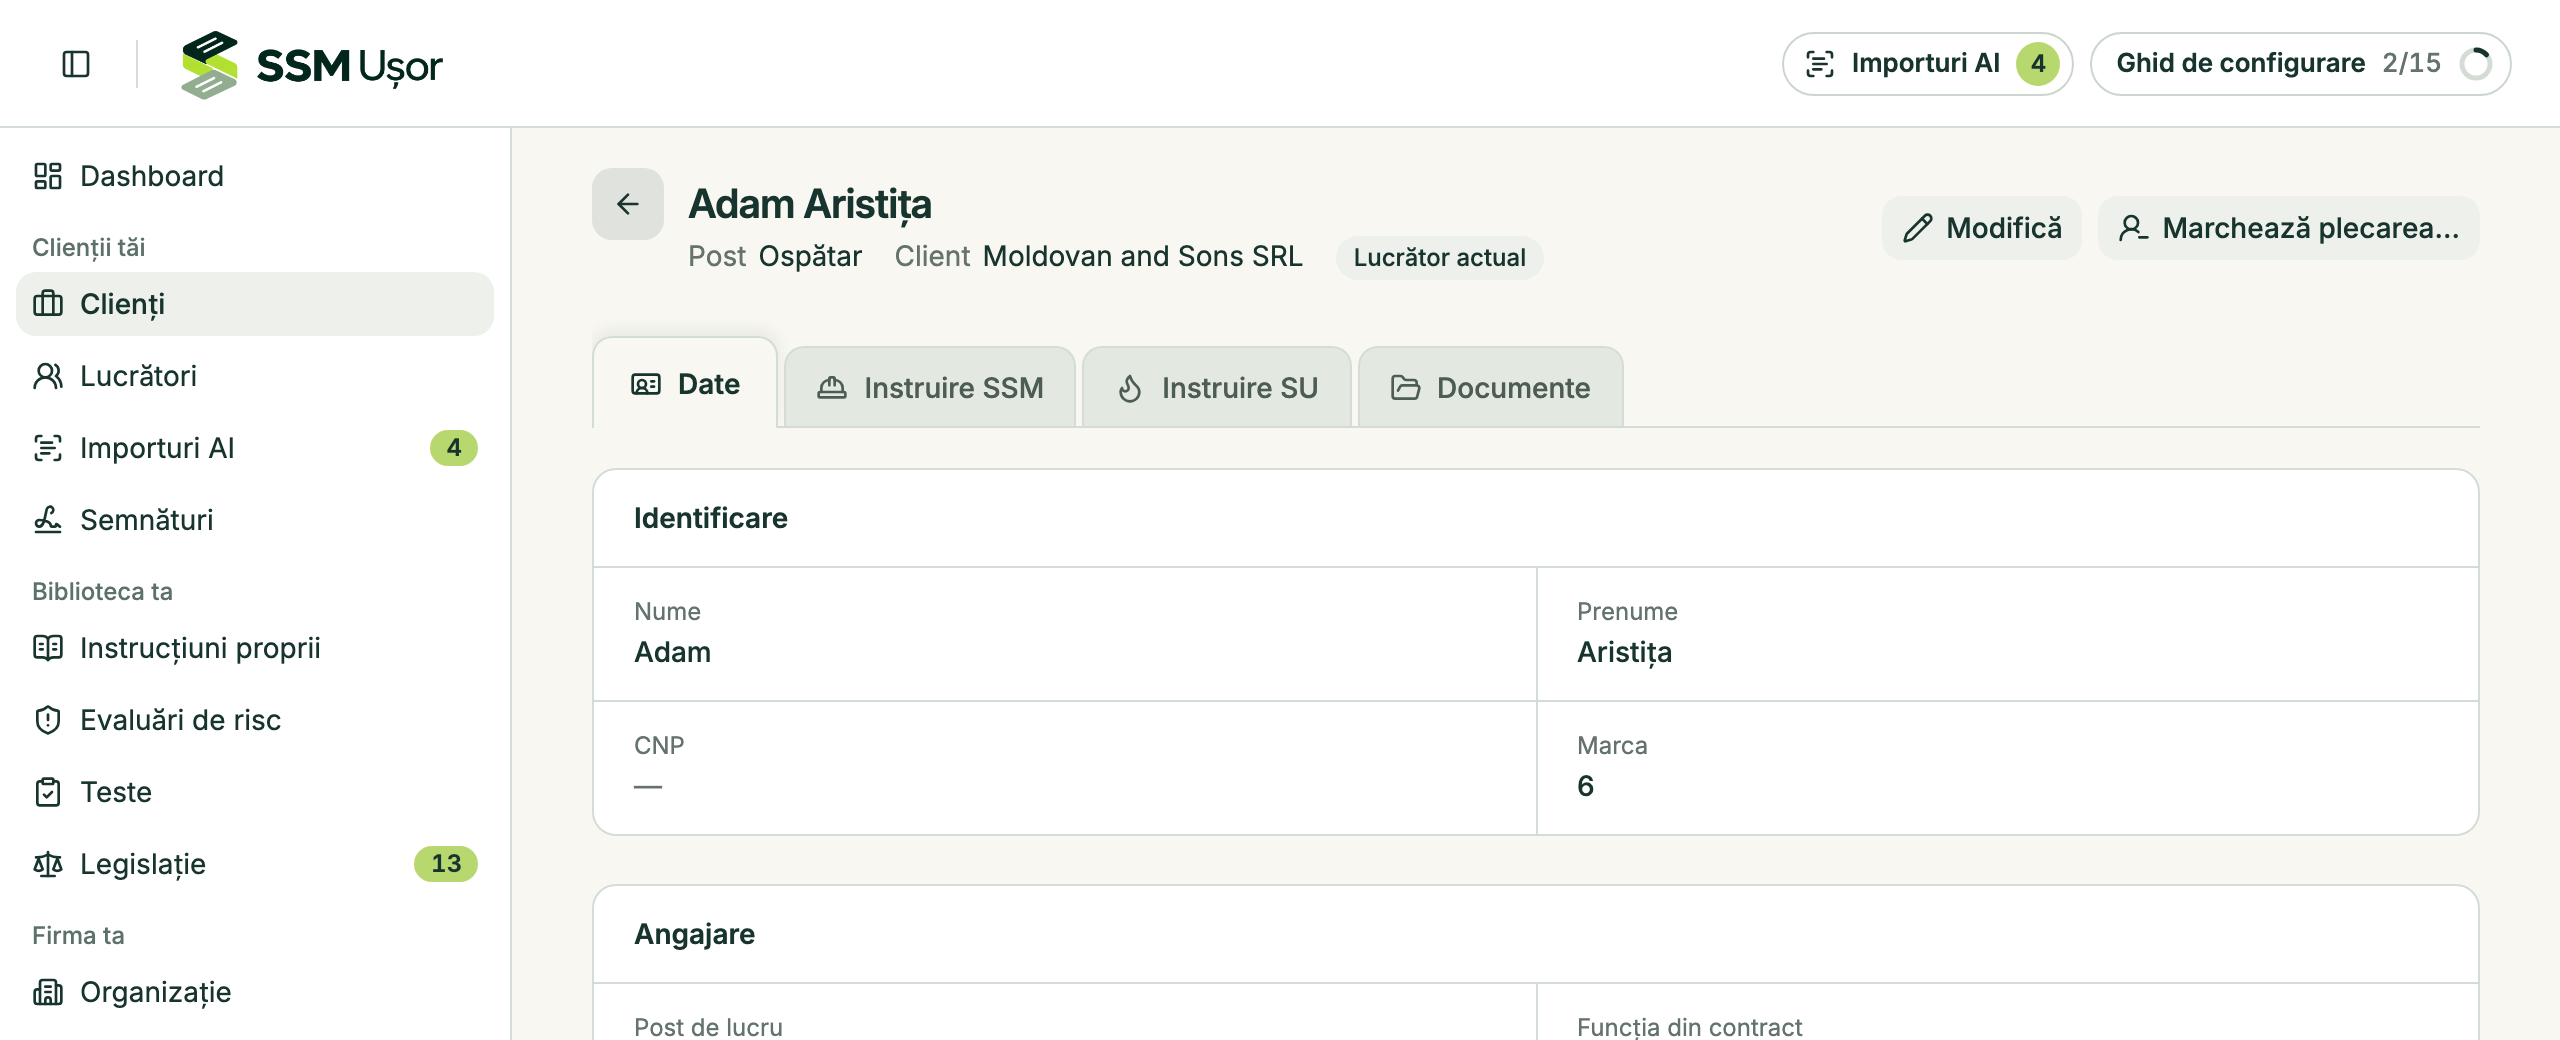 SSM Ușor
Importuri AI 4
Ghid de configurare 2/15
Dashboard
Clienții tăi
Clienți
Lucrători
Importuri AI 4
Semnături
Biblioteca ta
Instrucțiuni proprii
Evaluări de risc
Teste
Legislație 13
Firma ta
Organizație
Adam Aristița
Post Ospătar Client Moldovan and Sons SRL Lucrător actual
Modifică
Marchează plecarea...
Date
Instruire SSM
Instruire SU
Documente
Identificare
Nume
Adam
Prenume
Aristița
CNP
—
Marca
6
Angajare
Post de lucru
Funcția din contract